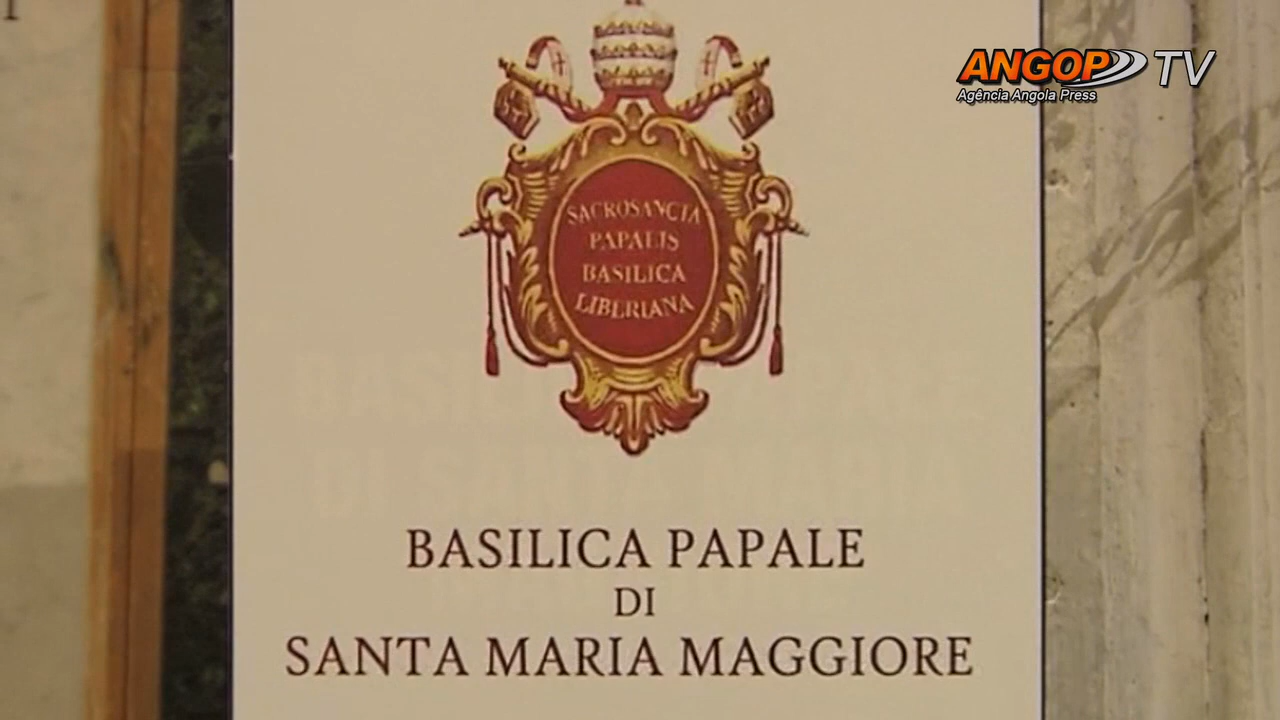 ANGOP TV
Agência Angola Press
SACROSANCTA
PAPALIS
BASILICA
LIBERIANA
BASILICA PAPALE
DI
SANTA MARIA MAGGIORE